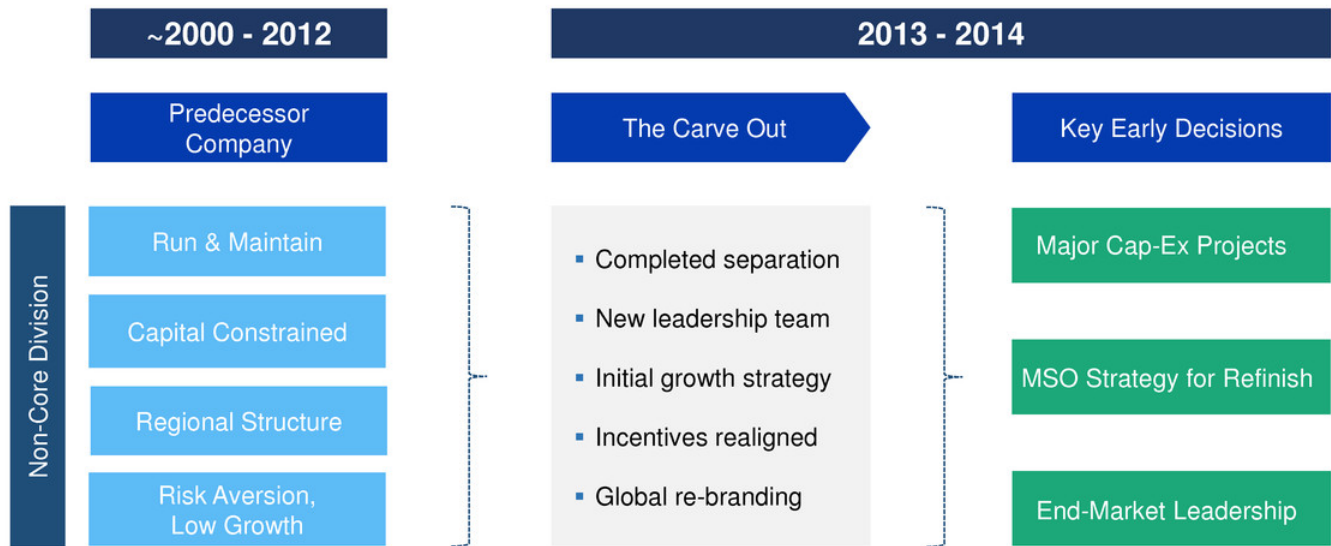 ~2000 - 2012
2013 - 2014
Predecessor
Company
The Carve Out
Key Early Decisions
Non-Core Division
Run & Maintain
Capital Constrained
Regional Structure
Risk Aversion,
Low Growth
▪ Completed separation
▪ New leadership team
▪ Initial growth strategy
▪ Incentives realigned
▪ Global re-branding
Major Cap-Ex Projects
MSO Strategy for Refinish
End-Market Leadership